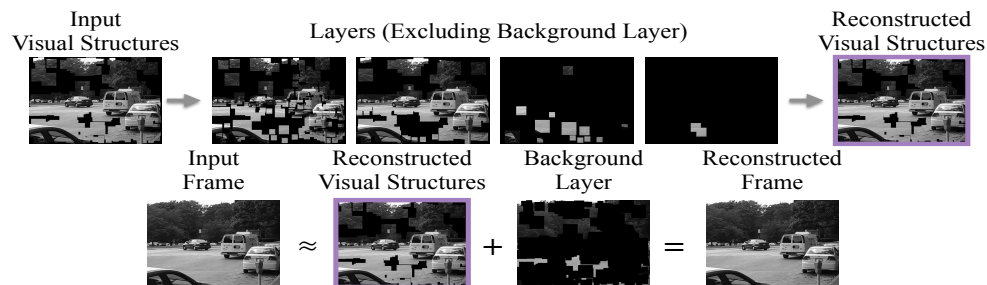 Input
Visual Structures
Layers (Excluding Background Layer)
Reconstructed
Visual Structures
Input
Frame
Reconstructed
Visual Structures
Background
Layer
Reconstructed
Frame
≈ + =